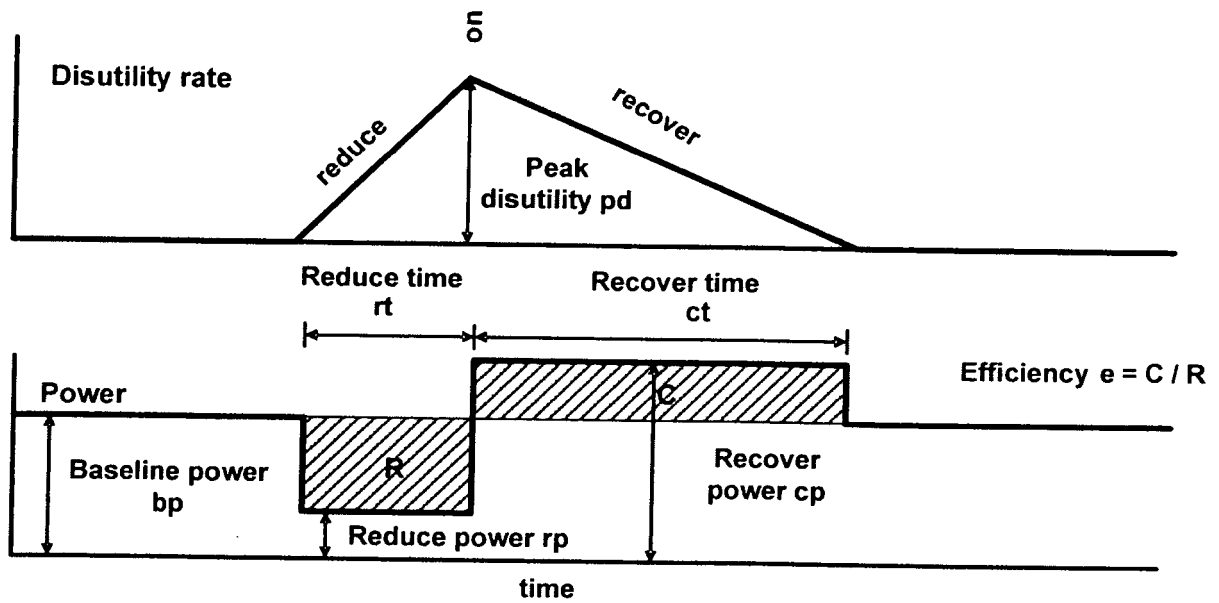 on
Disutility rate
reduce
recover
Peak
disutility pd
Reduce time
rt
Recover time
ct
Efficiency e = C / R
Power
C
R
Baseline power
bp
Recover
power cp
Reduce power rp
time